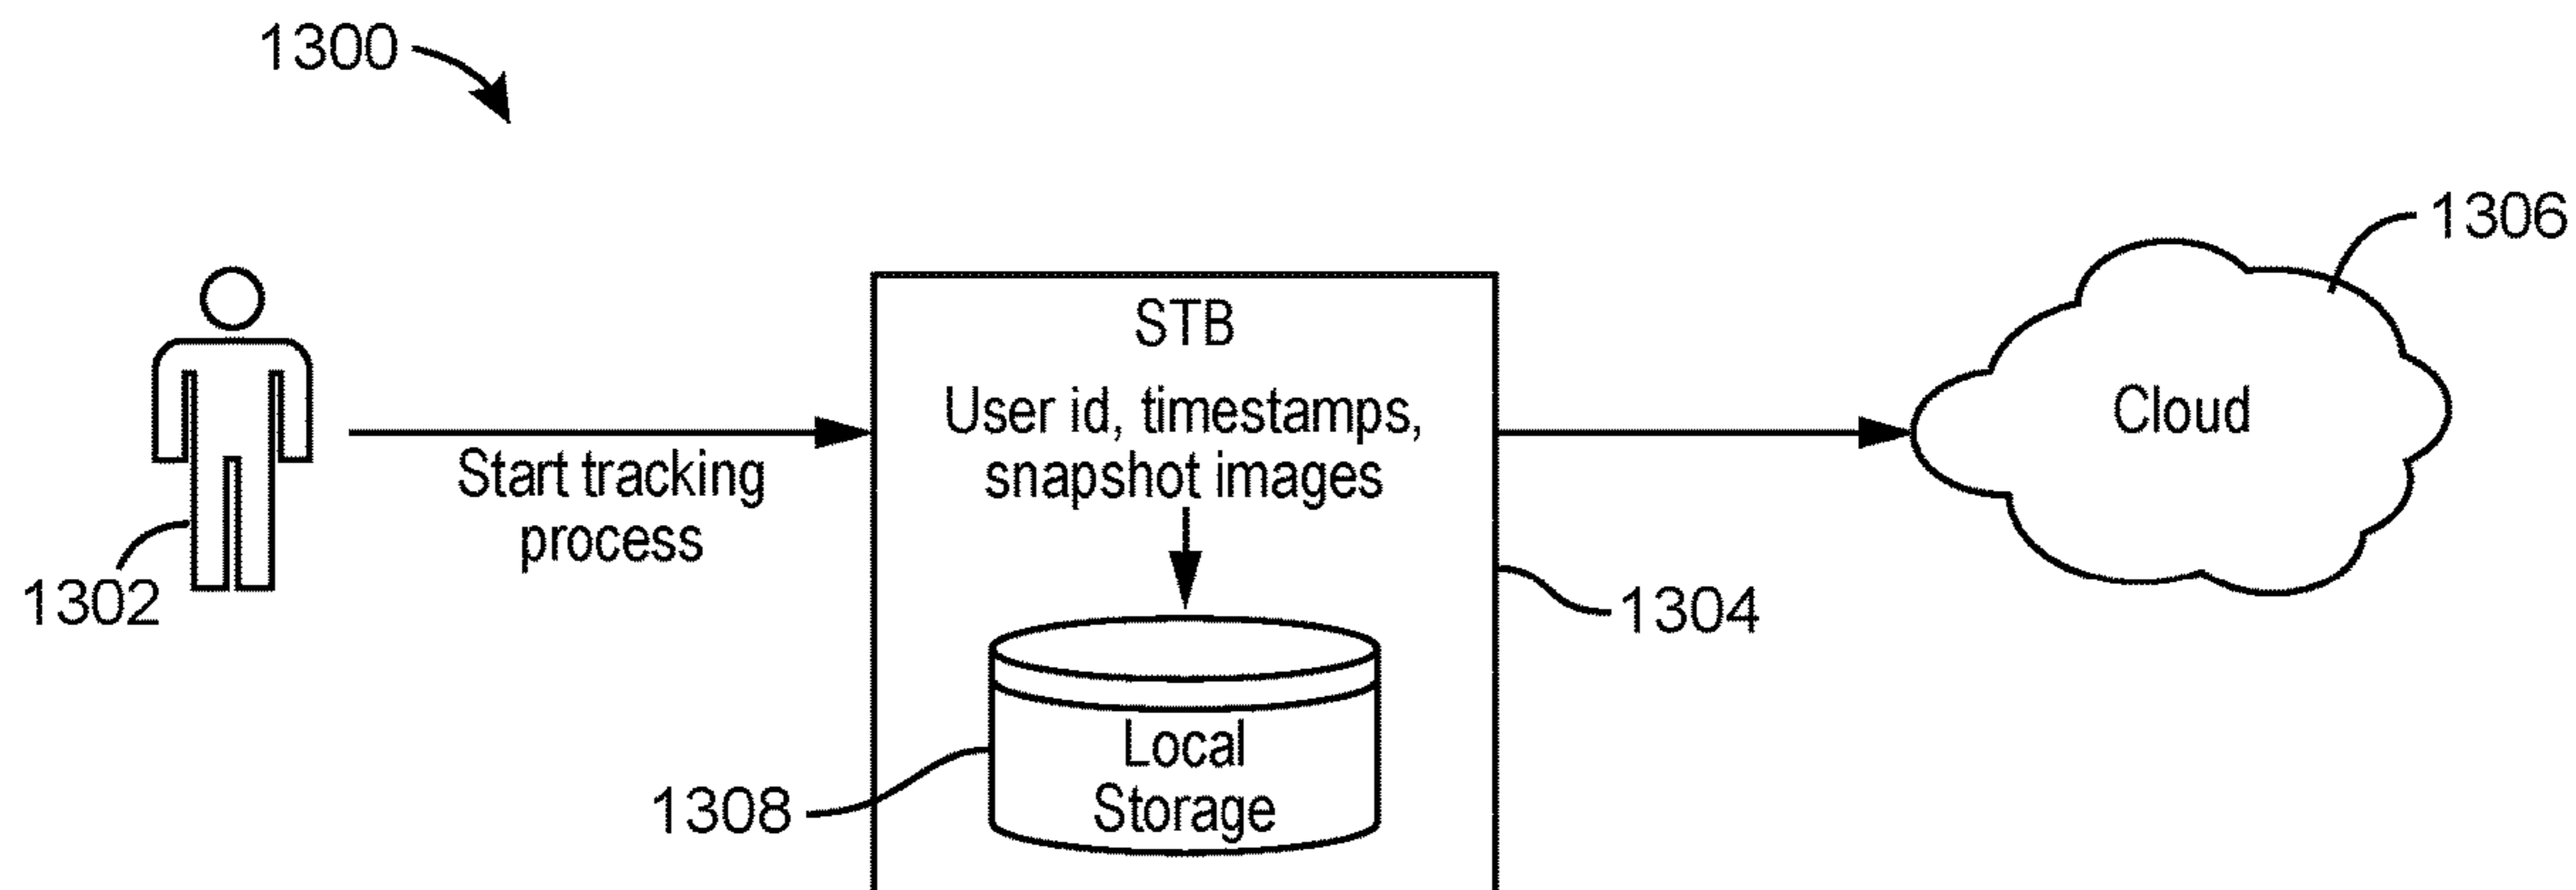 1300
1306
STB
User id, timestamps,
snapshot images
Cloud
Start tracking
process
1302
1304
Local
Storage
1308